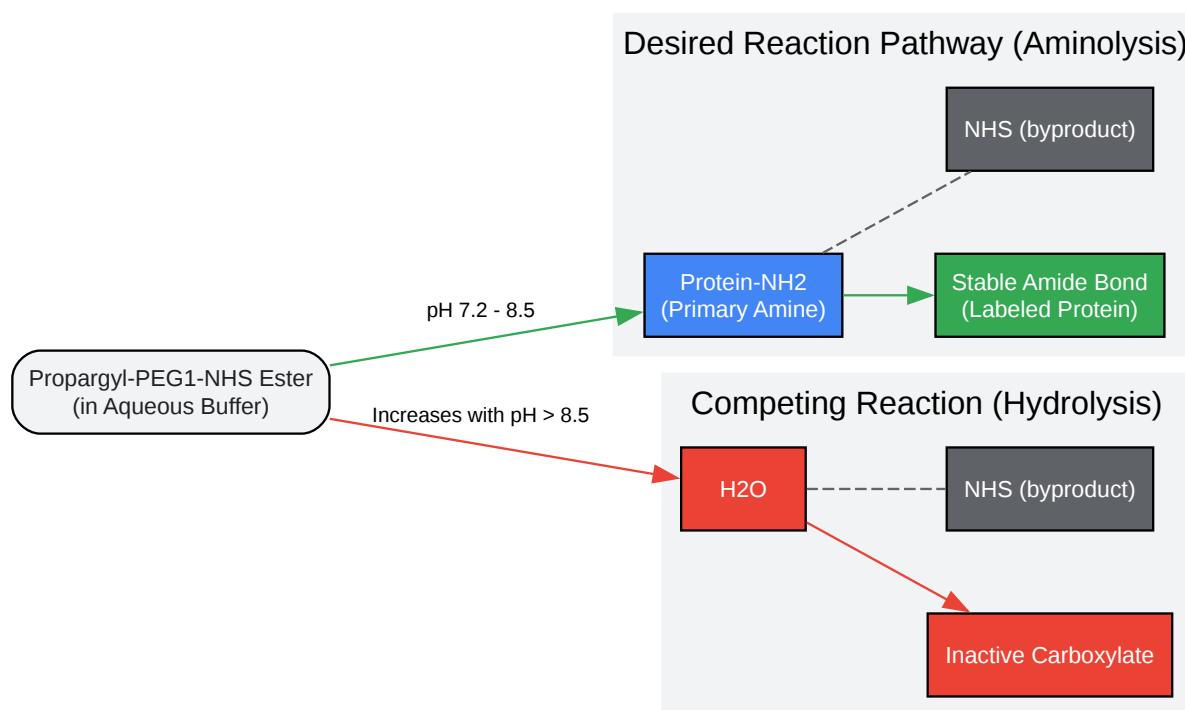 Desired Reaction Pathway (Aminolysis)
NHS (byproduct)
Protein-NH2
(Primary Amine)
Stable Amide Bond
(Labeled Protein)
pH 7.2 - 8.5
Propargyl-PEG1-NHS Ester
(in Aqueous Buffer)
Increases with pH > 8.5
Competing Reaction (Hydrolysis)
H2O
NHS (byproduct)
Inactive Carboxylate